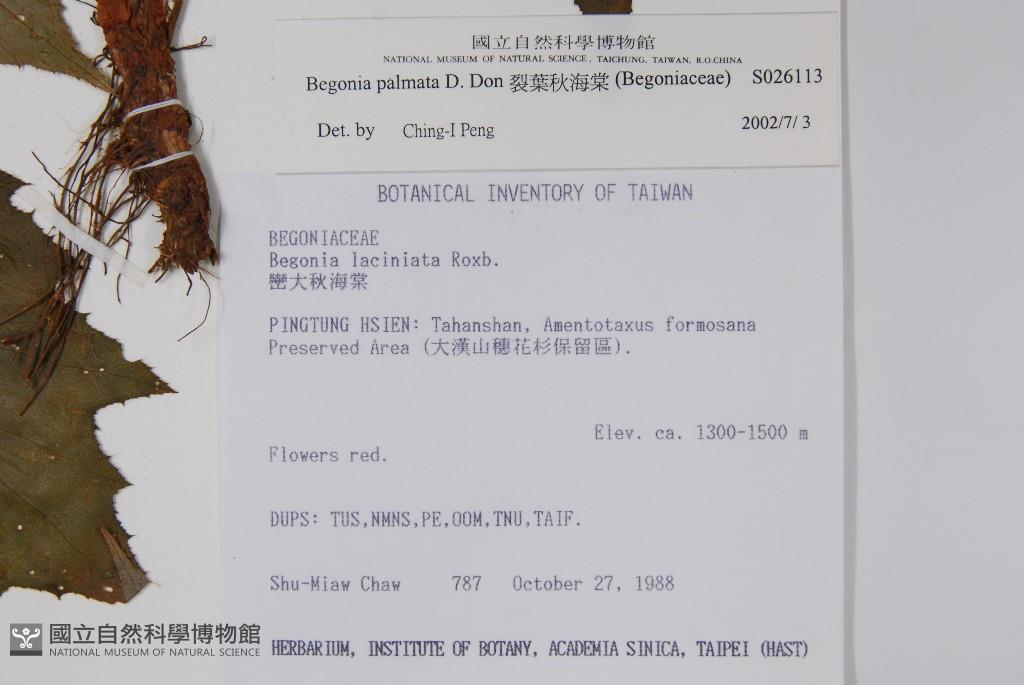 國立自然科學博物館
NATIONAL MUSEUM OF NATURAL SCIENCE, TAICHUNG, TAIWAN, R.O.CHINA
Begonia palmata D. Don 裂葉秋海棠 (Begoniaceae) S026113
Det. by Ching-I Peng 2002/7/3
BOTANICAL INVENTORY OF TAIWAN
BEGONIACEAE
Begonia laciniata Roxb.
巒大秋海棠
PINGTUNG HSIEN: Tahanshan, Amentotaxus formosana
Preserved Area (大漢山穗花杉保留區).
Elev. ca. 1300-1500 m
Flowers red.
DUPS: TUS,NMNS,PE,OOM,TNU,TAIF.
Shu-Miaw Chaw 787 October 27, 1988
HERBARIUM, INSTITUTE OF BOTANY, ACADEMIA SINICA, TAIPEI (HAST)
國立自然科學博物館
NATIONAL MUSEUM OF NATURAL SCIENCE